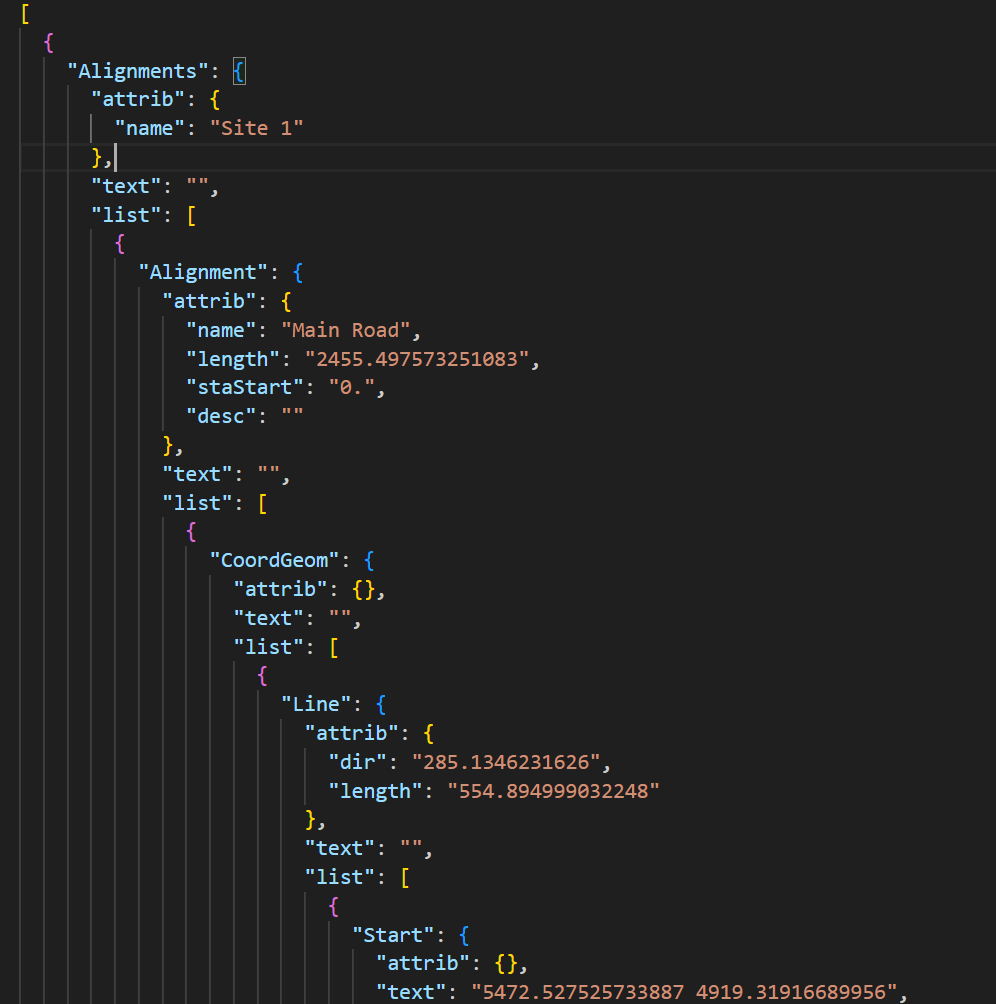 [
{
"Alignments": {
"attrib": {
"name": "Site 1"
},
"text": "",
"list": [
{
"Alignment": {
"attrib": {
"name": "Main Road",
"length": "2455.497573251083",
"staStart": "0.",
"desc": ""
},
"text": "",
"list": [
{
"CoordGeom": {
"attrib": {},
"text": "",
"list": [
{
"Line": {
"attrib": {
"dir": "285.1346231626",
"length": "554.894999032248"
},
"text": "",
"list": [
{
"Start": {
"attrib": {},
"text": "5472.527525733887 4919.31916689956",